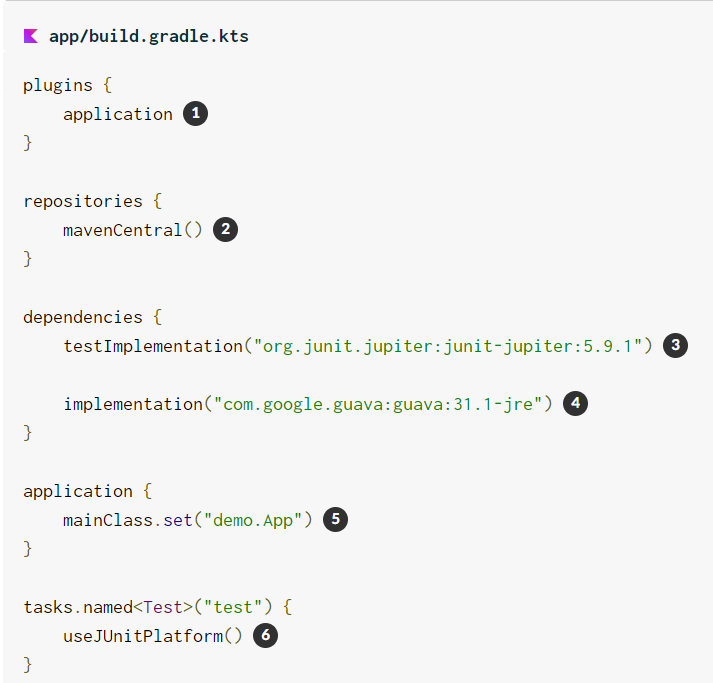 app/build.gradle.kts
plugins {
    application 1
}
repositories {
    mavenCentral() 2
}
dependencies {
    testImplementation("org.junit.jupiter:junit-jupiter:5.9.1") 3
    implementation("com.google.guava:guava:31.1-jre") 4
}
application {
    mainClass.set("demo.App") 5
}
tasks.named<Test>("test") {
    useJUnitPlatform() 6
}